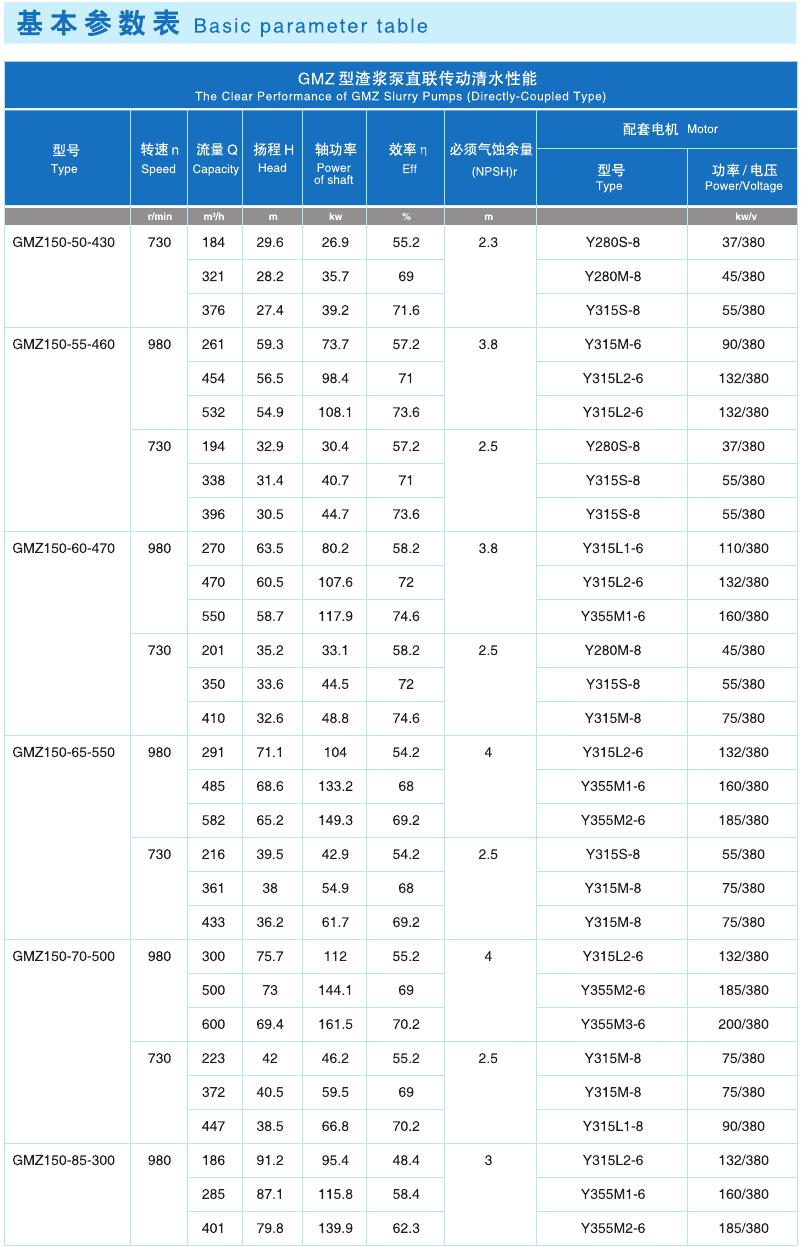 基本参数表 Basic parameter table
GMZ型渣浆泵直联传动清水性能
The Clear Performance of GMZ Slurry Pumps (Directly-Coupled Type)
型号 Type 转速 n Speed 流量 Q Capacity 扬程 H Head 轴功率 Power of shaft 效率 η Eff 必须气蚀余量 (NPSH)r 配套电机 Motor
型号 Type 功率/电压 Power/Voltage
r/min m³/h m kw % m kw/v
GMZ150-50-430 730 184 29.6 26.9 55.2 2.3 Y280S-8 37/380
321 28.2 35.7 69 Y280M-8 45/380
376 27.4 39.2 71.6 Y315S-8 55/380
GMZ150-55-460 980 261 59.3 73.7 57.2 3.8 Y315M-6 90/380
454 56.5 98.4 71 Y315L2-6 132/380
532 54.9 108.1 73.6 Y315L2-6 132/380
730 194 32.9 30.4 57.2 2.5 Y280S-8 37/380
338 31.4 40.7 71 Y315S-8 55/380
396 30.5 44.7 73.6 Y315S-8 55/380
GMZ150-60-470 980 270 63.5 80.2 58.2 3.8 Y315L1-6 110/380
470 60.5 107.6 72 Y315L2-6 132/380
550 58.7 117.9 74.6 Y355M1-6 160/380
730 201 35.2 33.1 58.2 2.5 Y280M-8 45/380
350 33.6 44.5 72 Y315S-8 55/380
410 32.6 48.8 74.6 Y315M-8 75/380
GMZ150-65-550 980 291 71.1 104 54.2 4 Y315L2-6 132/380
485 68.6 133.2 68 Y355M1-6 160/380
582 65.2 149.3 69.2 Y355M2-6 185/380
730 216 39.5 42.9 54.2 2.5 Y315S-8 55/380
361 38 54.9 68 Y315M-8 75/380
433 36.2 61.7 69.2 Y315M-8 75/380
GMZ150-70-500 980 300 75.7 112 55.2 4 Y315L2-6 132/380
500 73 144.1 69 Y355M2-6 185/380
600 69.4 161.5 70.2 Y355M3-6 200/380
730 223 42 46.2 55.2 2.5 Y315M-8 75/380
372 40.5 59.5 69 Y315M-8 75/380
447 38.5 66.8 70.2 Y315L1-8 90/380
GMZ150-85-300 980 186 91.2 95.4 48.4 3 Y315L2-6 132/380
285 87.1 115.8 58.4 Y355M1-6 160/380
401 79.8 139.9 62.3 Y355M2-6 185/380